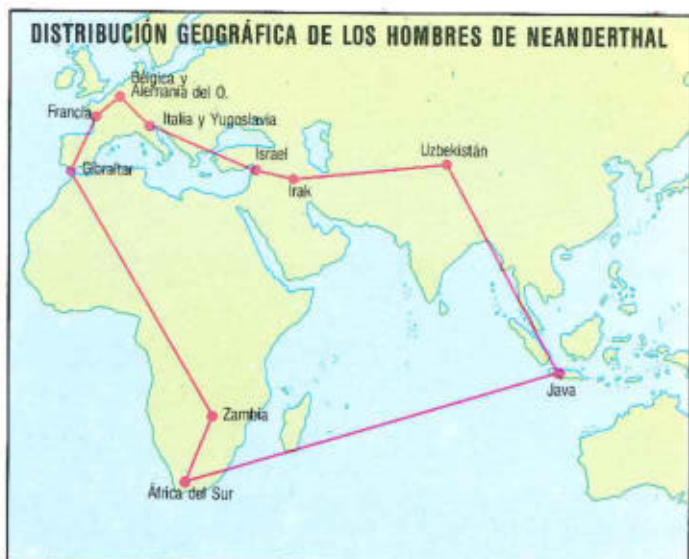 DISTRIBUCIÓN GEOGRÁFICA DE LOS HOMBRES DE NEANDERTHAL
Bélgica y
Alemania del O.
Francia
Italia y Yugoslavia
Gibraltar
Israel
Irak
Uzbekistán
Java
Zambia
África del Sur